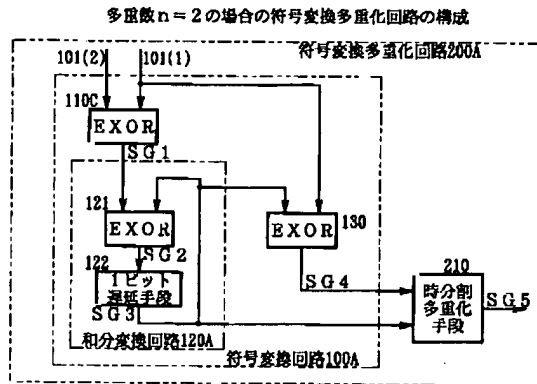 多重数n＝2の場合の符号変換多重化回路の構成
符号変換多重化回路200A
101(2)
101(1)
110C
EXOR
SG1
121
EXOR
SG2
EXOR
130
122
1ビット
遅延手段
SG3
SG4
210
時分割
多重化
手段
SG5
和分変換回路120A
符号変換回路100A